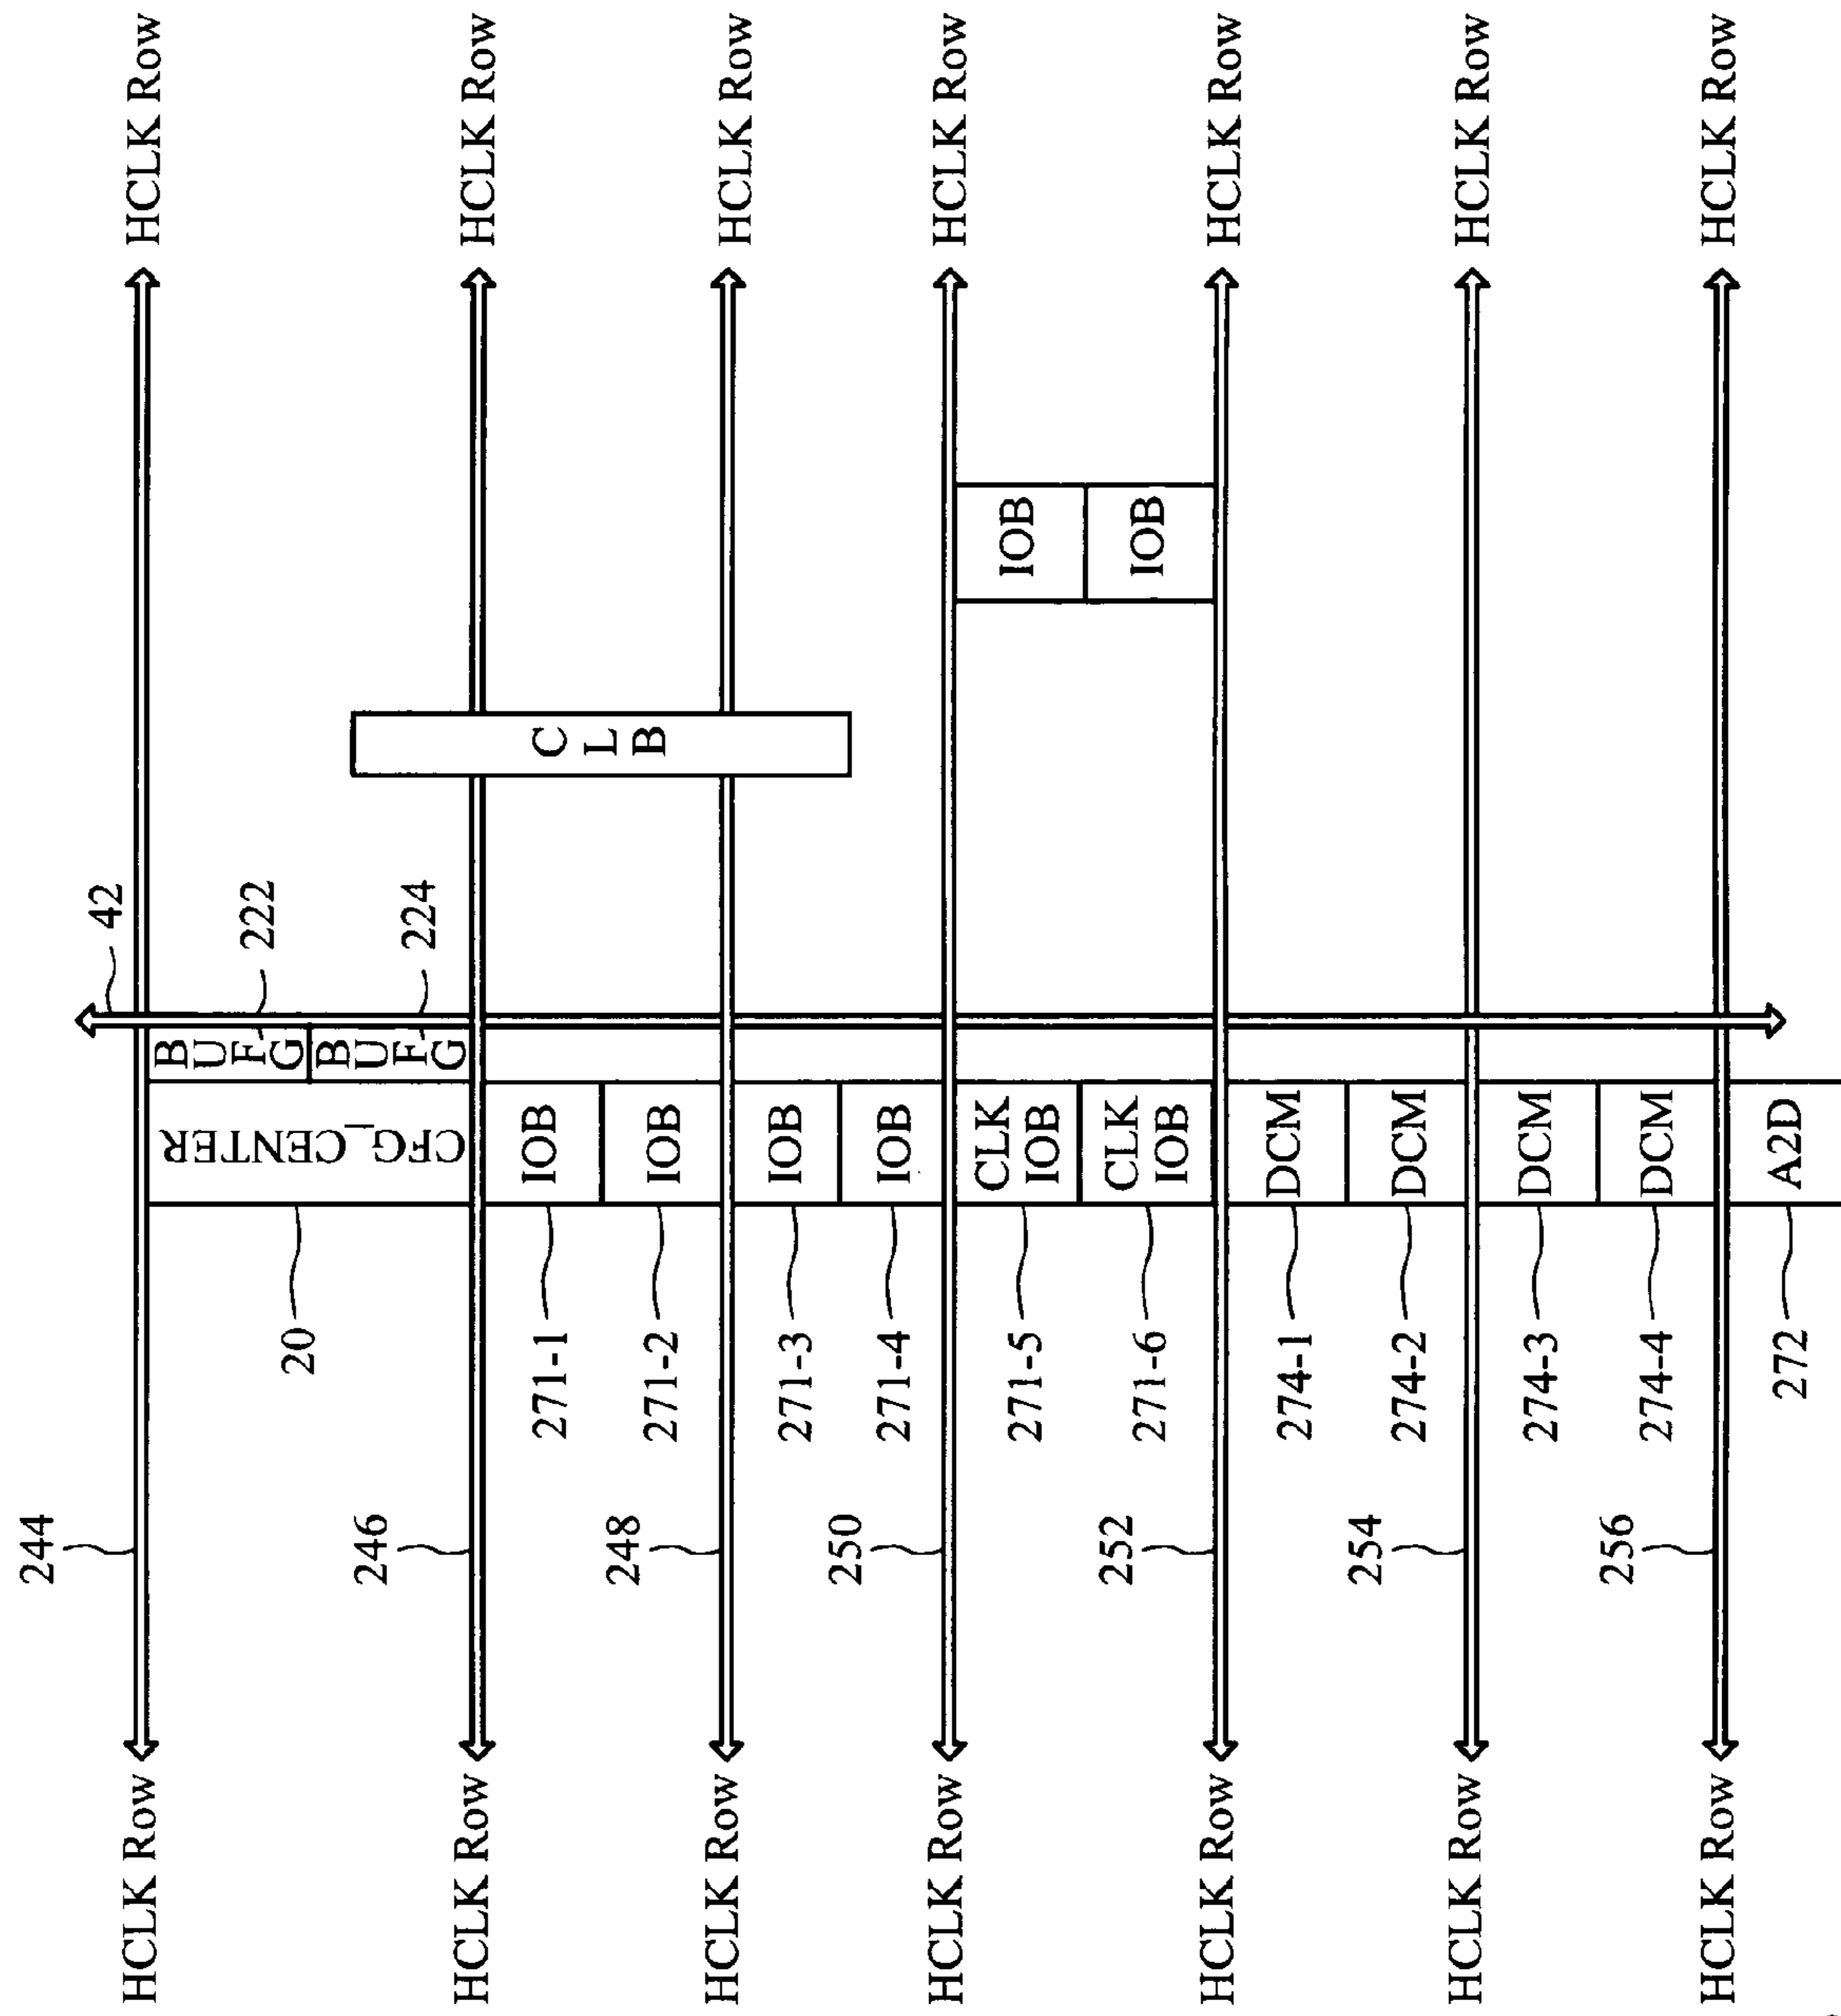 HCLK Row
HCLK Row
HCLK Row
HCLK Row
HCLK Row
HCLK Row
HCLK Row
244
246
248
250
252
254
256
20
271-1
271-2
271-3
271-4
271-5
271-6
274-1
274-2
274-3
274-4
272
CFG_CENTER
IOB
IOB
IOB
IOB
CLK
IOB
CLK
IOB
DCM
DCM
DCM
DCM
A2D
BUFG
BUFG
42
222
224
CLB
IOB
IOB
HCLK Row
HCLK Row
HCLK Row
HCLK Row
HCLK Row
HCLK Row
HCLK Row